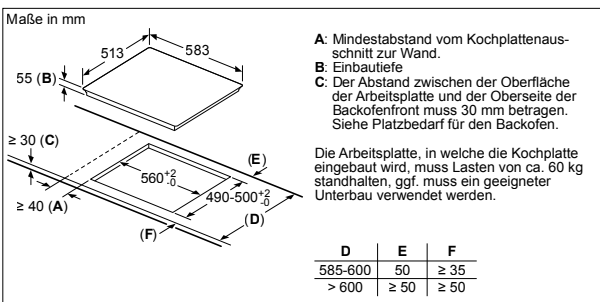 Maße in mm
513
583
55 (B)
≥ 30 (C)
(E)
560+2-0
490-500+2-0
(D)
≥ 40 (A)
(F)
A: Mindestabstand vom Kochplattenaus-
schnitt zur Wand.
B: Einbautiefe
C: Der Abstand zwischen der Oberfläche
der Arbeitsplatte und der Oberseite der
Backofenfront muss 30 mm betragen.
Siehe Platzbedarf für den Backofen.
Die Arbeitsplatte, in welche die Kochplatte
eingebaut wird, muss Lasten von ca. 60 kg
standhalten, ggf. muss ein geeigneter
Unterbau verwendet werden.
D E F
585-600 50 ≥ 35
> 600 ≥ 50 ≥ 50